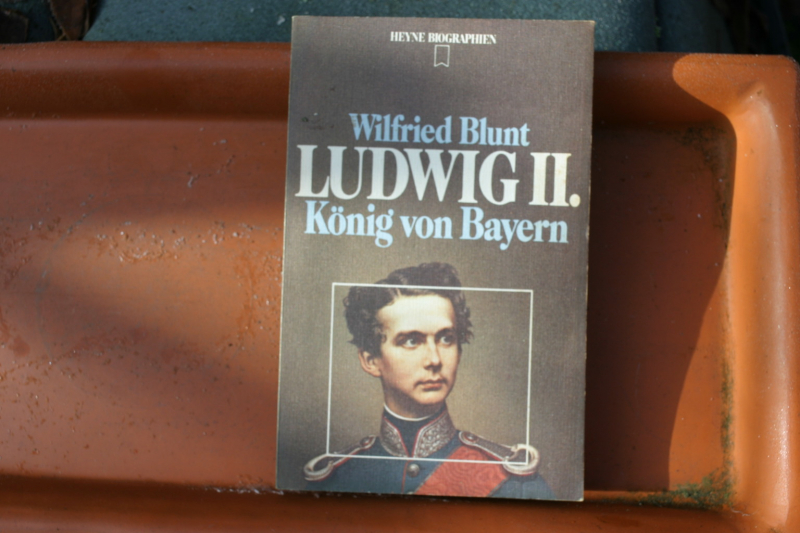 HEYNE BIOGRAPHIEN
Wilfried Blunt
LUDWIG II.
König von Bayern